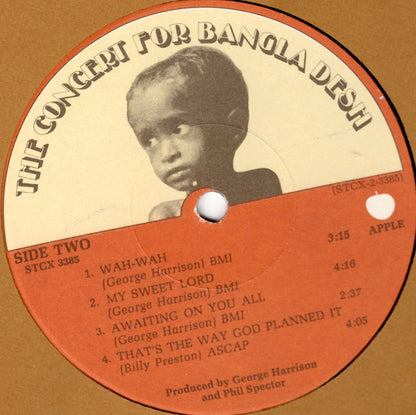 THE CONCERT FOR BANGLA DESH
(STCX-2-3385)
SIDE TWO
STCX 3385
APPLE
1. WAH-WAH 3:15
(George Harrison) BMI
2. MY SWEET LORD 4:16
(George Harrison) BMI
3. AWAITING ON YOU ALL 2:37
(George Harrison) BMI
4. THAT'S THE WAY GOD PLANNED IT 4:05
(Billy Preston) ASCAP
Produced by George Harrison
and Phil Spector